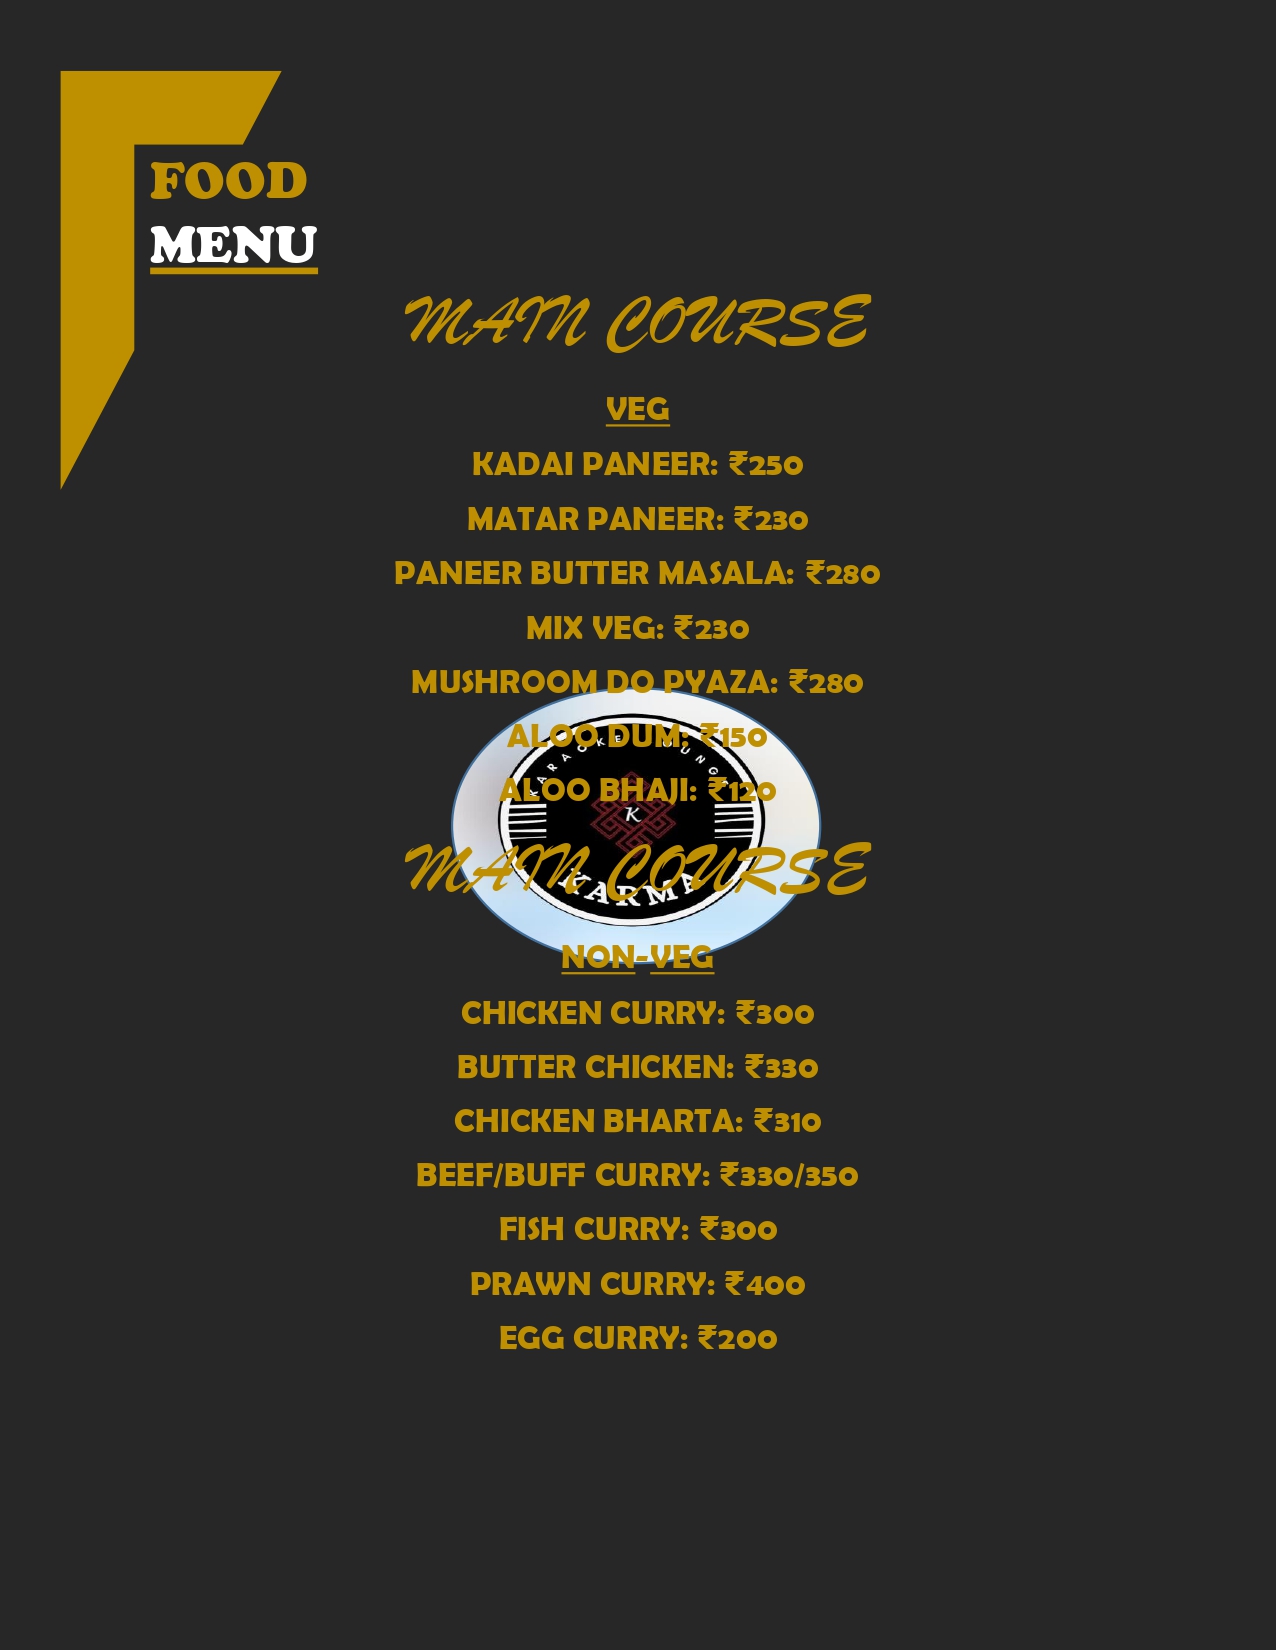 FOOD
MENU
MAIN COURSE
VEG
KADAI PANEER: ₹250
MATAR PANEER: ₹230
PANEER BUTTER MASALA: ₹280
MIX VEG: ₹230
MUSHROOM DO PYAZA: ₹280
ALOO DUM: ₹150
KARAOKE
ALOO BHAJI: ₹120
K
MAIN COURSE
KARMA
NON-VEG
CHICKEN CURRY: ₹300
BUTTER CHICKEN: ₹330
CHICKEN BHARTA: ₹310
BEEF/BUFF CURRY: ₹330/350
FISH CURRY: ₹300
PRAWN CURRY: ₹400
EGG CURRY: ₹200